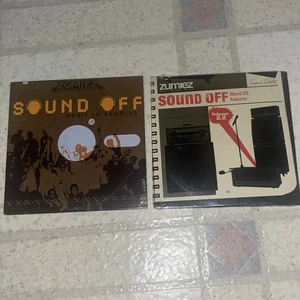 ZUMIEZ
SOUND OFF
MUSIC CD SAMPLER
zumiez
SOUND OFF Music CD
Sampler